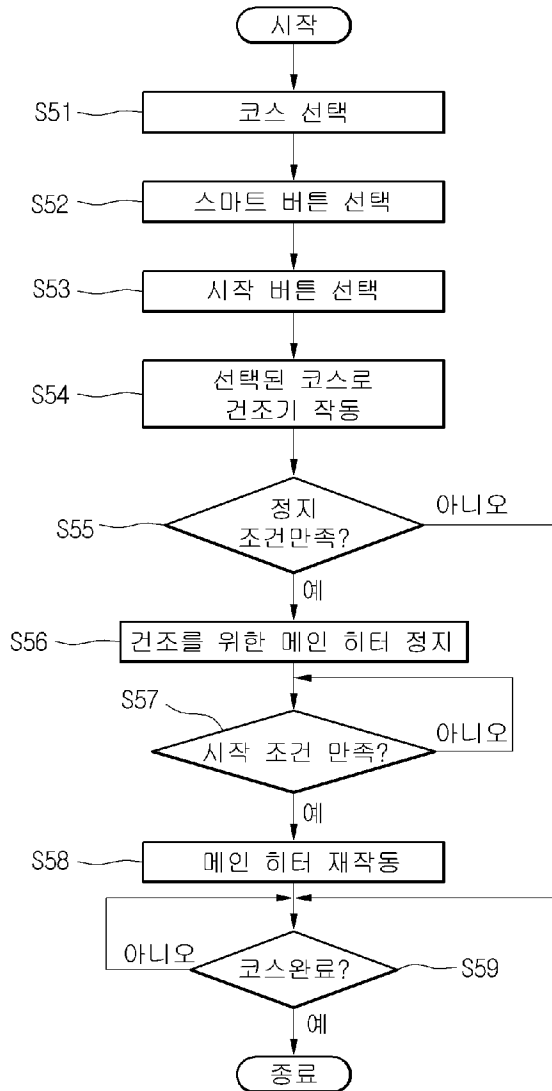 시작
S51
코스 선택
S52
스마트 버튼 선택
S53
시작 버튼 선택
S54
선택된 코스로
건조기 작동
S55
정지
조건만족?
아니오
예
S56
건조를 위한 메인 히터 정지
S57
시작 조건 만족?
아니오
예
S58
메인 히터 재작동
아니오
코스완료?
S59
예
종료